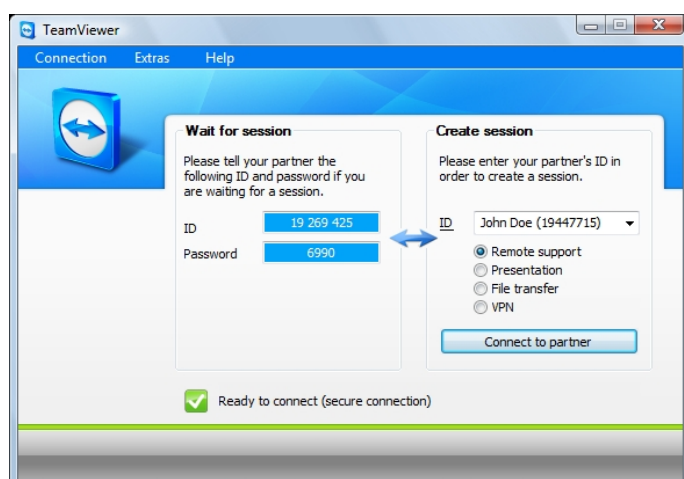 TeamViewer
Connection Extras Help
Wait for session
Please tell your partner the
following ID and password if you
are waiting for a session.
ID 19 269 425
Password 6990
Create session
Please enter your partner's ID in
order to create a session.
ID John Doe (19447715)
Remote support
Presentation
File transfer
VPN
Connect to partner
Ready to connect (secure connection)